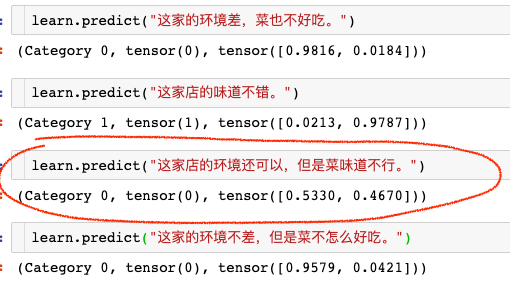 learn.predict("这家的环境差，菜也不好吃。")
(Category 0, tensor(0), tensor([0.9816, 0.0184]))
learn.predict("这家店的味道不错。")
(Category 1, tensor(1), tensor([0.0213, 0.9787]))
learn.predict("这家店的环境还可以，但是菜味道不行。")
(Category 0, tensor(0), tensor([0.5330, 0.4670]))
learn.predict("这家的环境不差，但是菜不怎么好吃。")
(Category 0, tensor(0), tensor([0.9579, 0.0421]))